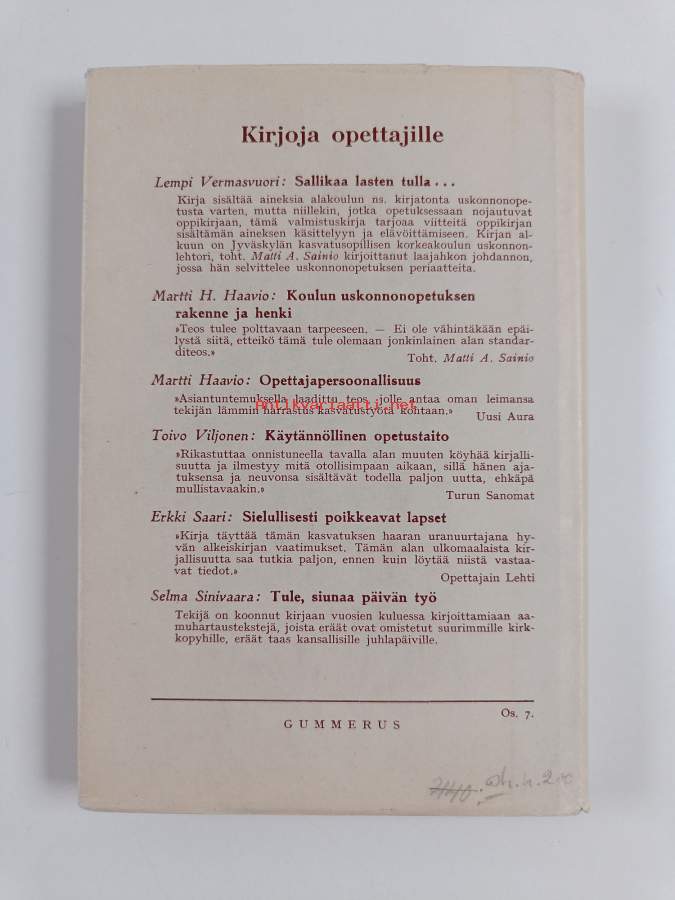 Kirjoja opettajille
Lempi Vermasvuori: Sallikaa lasten tulla...
Kirja sisältää aineksia alakoulun ns. kirjatonta uskonnonope-
tusta varten, mutta niillekin, jotka opetuksessaan nojautuvat
oppikirjaan, tämä valmistuskirja tarjoaa viitteitä oppikirjan
sisältämän aineksen käsittelyyn ja elävöittämiseen. Kirjan al-
kuun on Jyväskylän kasvatusopillisen korkeakoulun uskonnon-
lehtori, toht. Matti A. Sainio kirjoittanut laajahkon johdannon,
jossa hän selvittelee uskonnonopetuksen periaatteita.
Martti H. Haavio: Koulun uskonnonopetuksen
rakenne ja henki
»Teos tulee polttavaan tarpeeseen. — Ei ole vähintäkään epäi-
lystä siitä, etteikö tämä tule olemaan jonkinlainen alan standar-
diteos.»
Toht. Matti A. Sainio
Martti Haavio: Opettajapersoonallisuus
»Asiantuntemuksella laadittu teos, jolle antaa oman leimansa
tekijän lämmin harrastus kasvatustyötä kohtaan.»
Antikvariaatti.net
Uusi Aura
Toivo Viljonen: Käytännöllinen opetustaito
»Rikastuttaa onnistuneella tavalla alan muuten köyhää kirjalli-
suutta ja ilmestyy mitä otollisimpaan aikaan, sillä hänen aja-
tuksensa ja neuvonsa sisältävät todella paljon uutta, ehkäpä
mullistavaakin.»
Turun Sanomat
Erkki Saari: Sielullisesti poikkeavat lapset
»Kirja täyttää tämän kasvatuksen haaran uranuurtajana hy-
vän alkeiskirjan vaatimukset. Tämän alan ulkomaalaista kir-
jallisuutta saa tutkia paljon, ennen kuin löytää niistä vastaa-
vat tiedot.»
Opettajain Lehti
Selma Sinivaara: Tule, siunaa päivän työ
Tekijä on koonnut kirjaan vuosien kuluessa kirjoittamiaan aa-
muhartaustekstejä, joista eräät ovat omistetut suurimmille kirk-
kopyhille, eräät taas kansallisille juhlapäiville.
Os. 7.
GUMMERUS